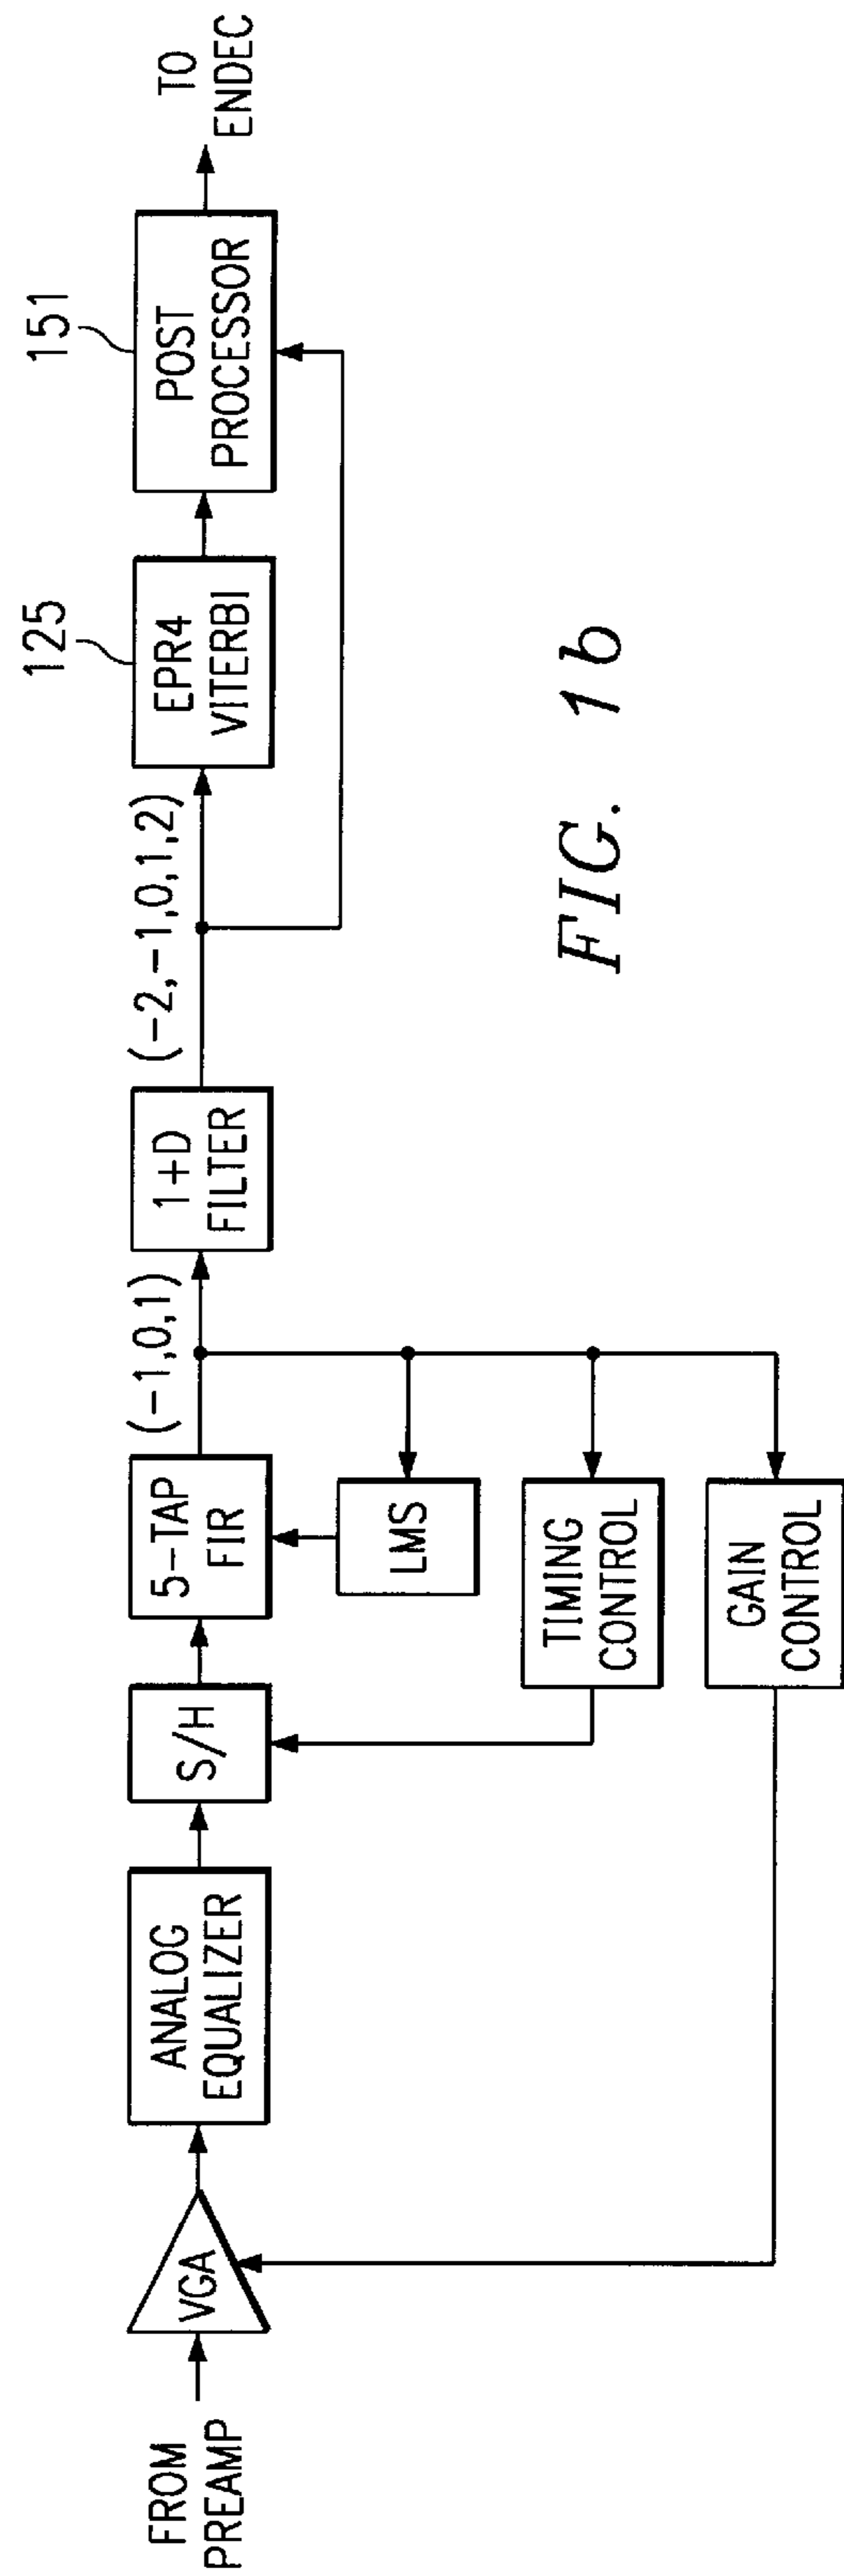 FROM
PREAMP
VGA
ANALOG
EQUALIZER
S/H
5-TAP
FIR
(-1,0,1)
LMS
TIMING
CONTROL
GAIN
CONTROL
1+D
FILTER
(-2,-1,0,1,2)
125
EPR4
VITERBI
151
POST
PROCESSOR
TO
ENDEC
FIG. 1b